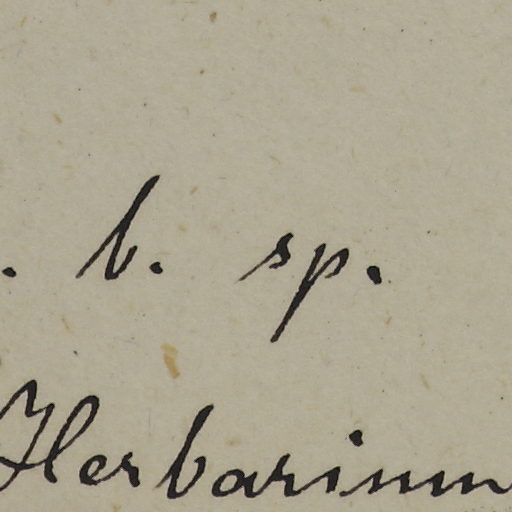 . b. sp.
Herbarium